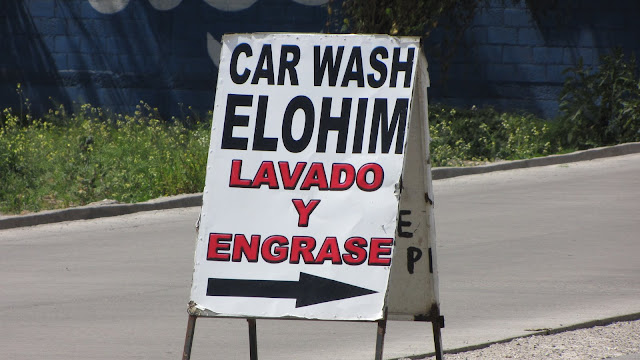 CAR WASH
ELOHIM
LAVADO
Y
ENGRASE
E
P